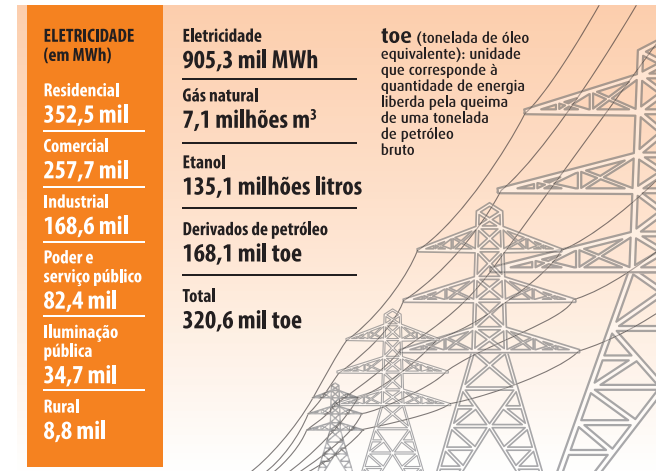 ELETRICIDADE
(em MWh)
Residencial
352,5 mil
Comercial
257,7 mil
Industrial
168,6 mil
Poder e
serviço público
82,4 mil
Iluminação
pública
34,7 mil
Rural
8,8 mil
Eletricidade
905,3 mil MWh
Gás natural
7,1 milhões m³
Etanol
135,1 milhões litros
Derivados de petróleo
168,1 mil toe
Total
320,6 mil toe
toe (tonelada de óleo
equivalente): unidade
que corresponde à
quantidade de energia
liberda pela queima
de uma tonelada
de petróleo
bruto